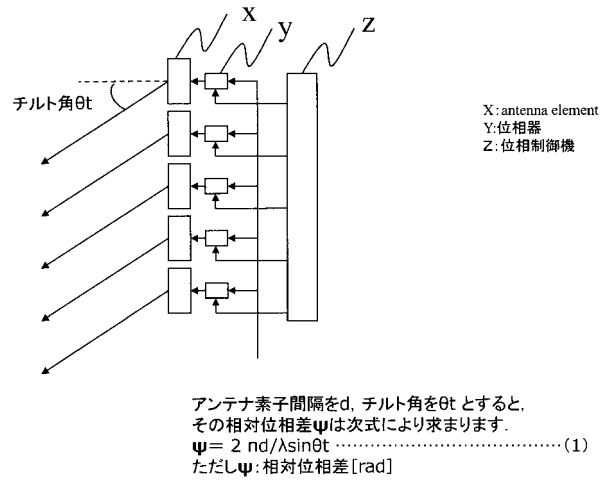 x
y
z
チルト角θt
X:antenna element
Y:位相器
Z:位相制御機
アンテナ素子間隔をd, チルト角をθt とすると,
その相対位相差ψは次式により求まります.
ψ= 2 πd/λsinθt ·····································(1)
ただしψ:相対位相差[rad]